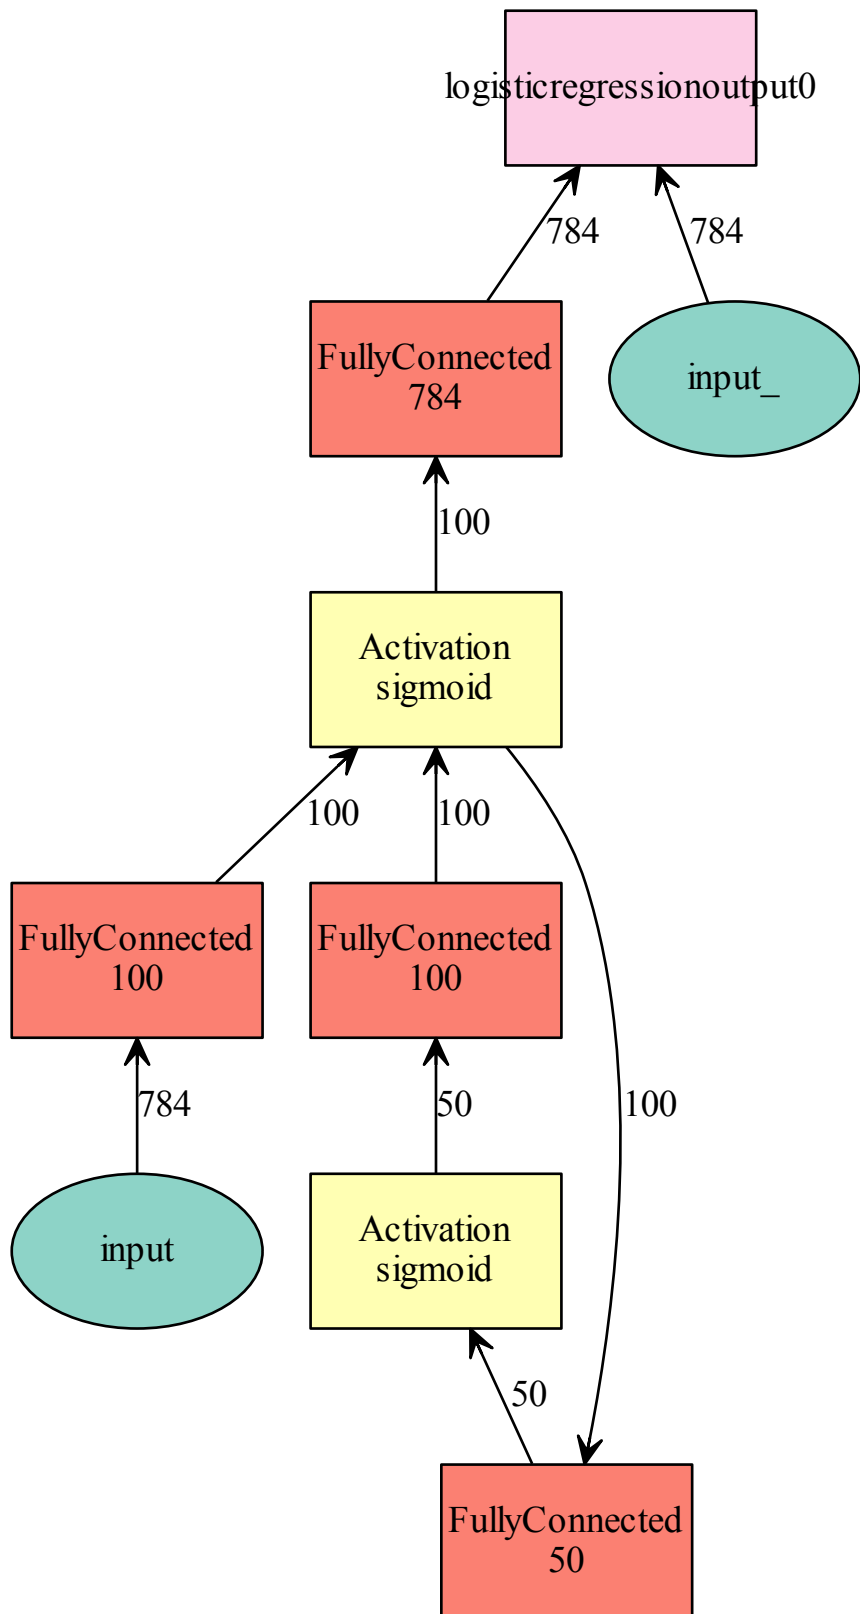 logisticregressionoutput0
784
784
FullyConnected
784
input_
100
Activation
sigmoid
100
100
FullyConnected
100
FullyConnected
100
784
50
100
input
Activation
sigmoid
50
FullyConnected
50